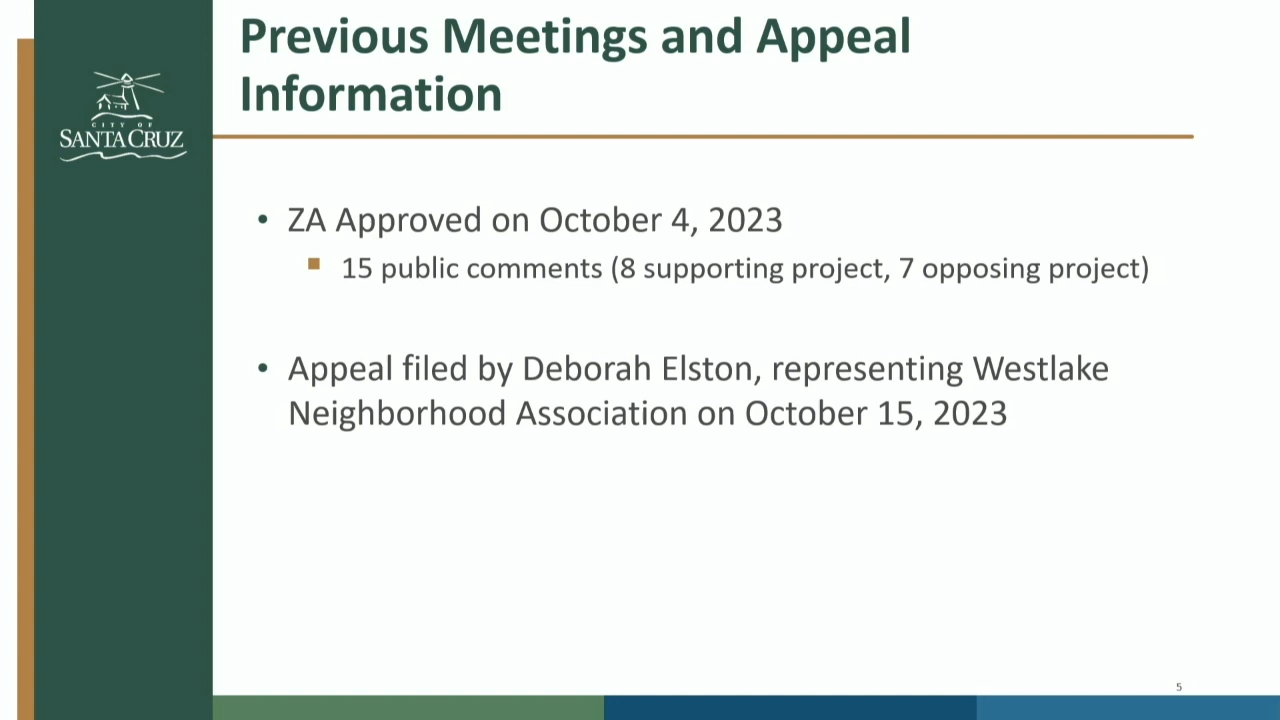 Previous Meetings and Appeal
Information
CITY OF
SANTA CRUZ
• ZA Approved on October 4, 2023
▪ 15 public comments (8 supporting project, 7 opposing project)
• Appeal filed by Deborah Elston, representing Westlake
Neighborhood Association on October 15, 2023
5